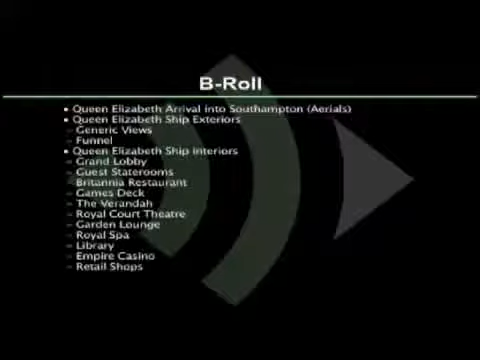 B-Roll
• Queen Elizabeth Arrival into Southampton (Aerials)
• Queen Elizabeth Ship Exteriors
– Generic Views
– Funnel
• Queen Elizabeth Ship Interiors
– Grand Lobby
– Guest Staterooms
– Britannia Restaurant
– Games Deck
– The Verandah
– Royal Court Theatre
– Garden Lounge
– Royal Spa
– Library
– Empire Casino
– Retail Shops